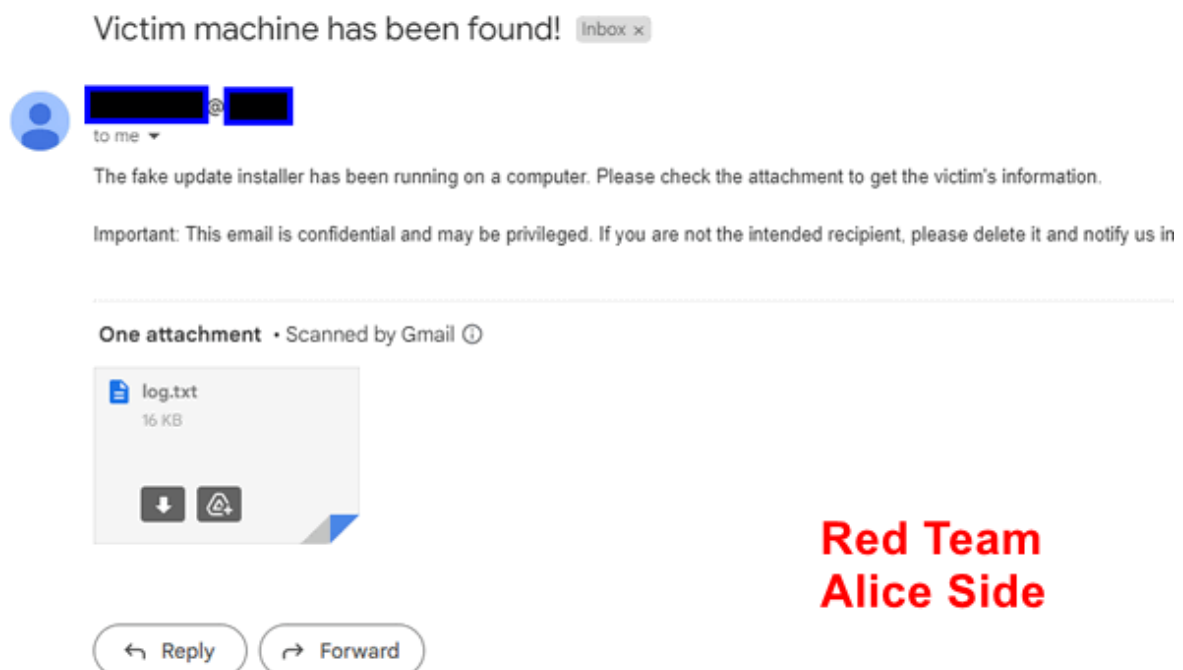 Victim machine has been found! Inbox ×
@
to me
The fake update installer has been running on a computer. Please check the attachment to get the victim's information.
Important: This email is confidential and may be privileged. If you are not the intended recipient, please delete it and notify us in
One attachment • Scanned by Gmail
log.txt
16 KB
Red Team
Alice Side
Reply Forward